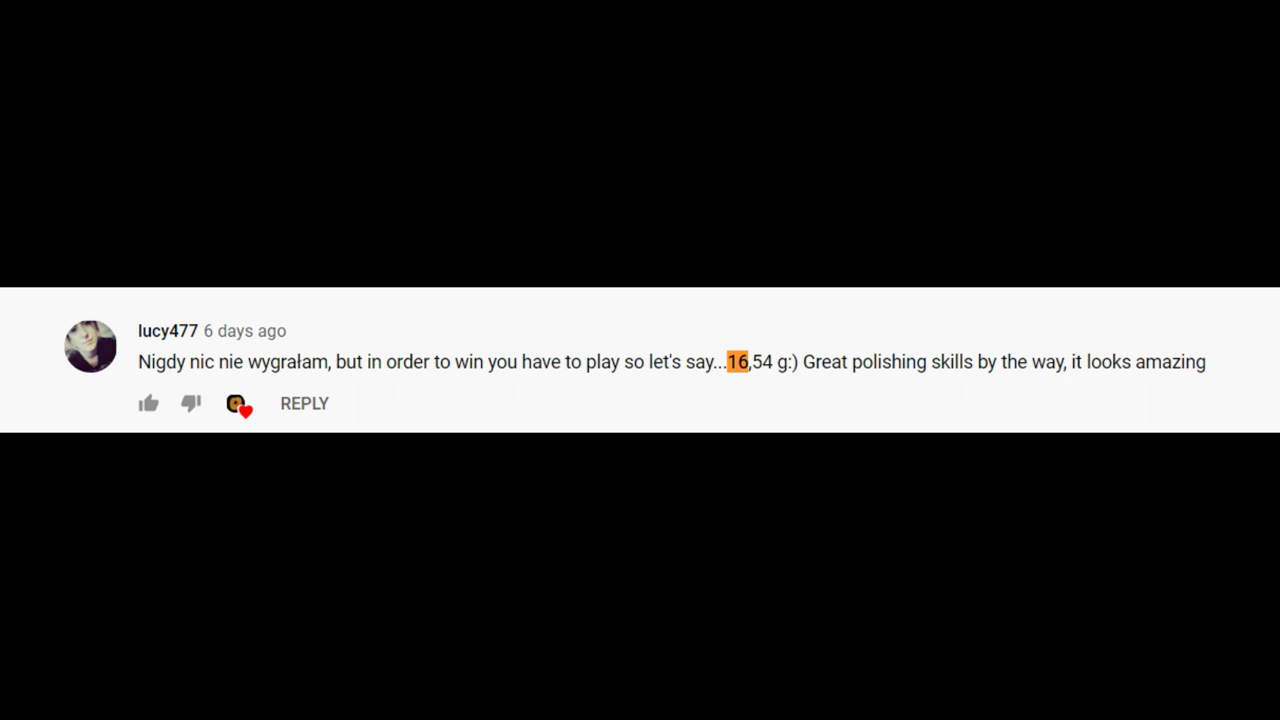 lucy477 6 days ago
Nigdy nic nie wygrałam, but in order to win you have to play so let's say...16,54 g:) Great polishing skills by the way, it looks amazing
REPLY